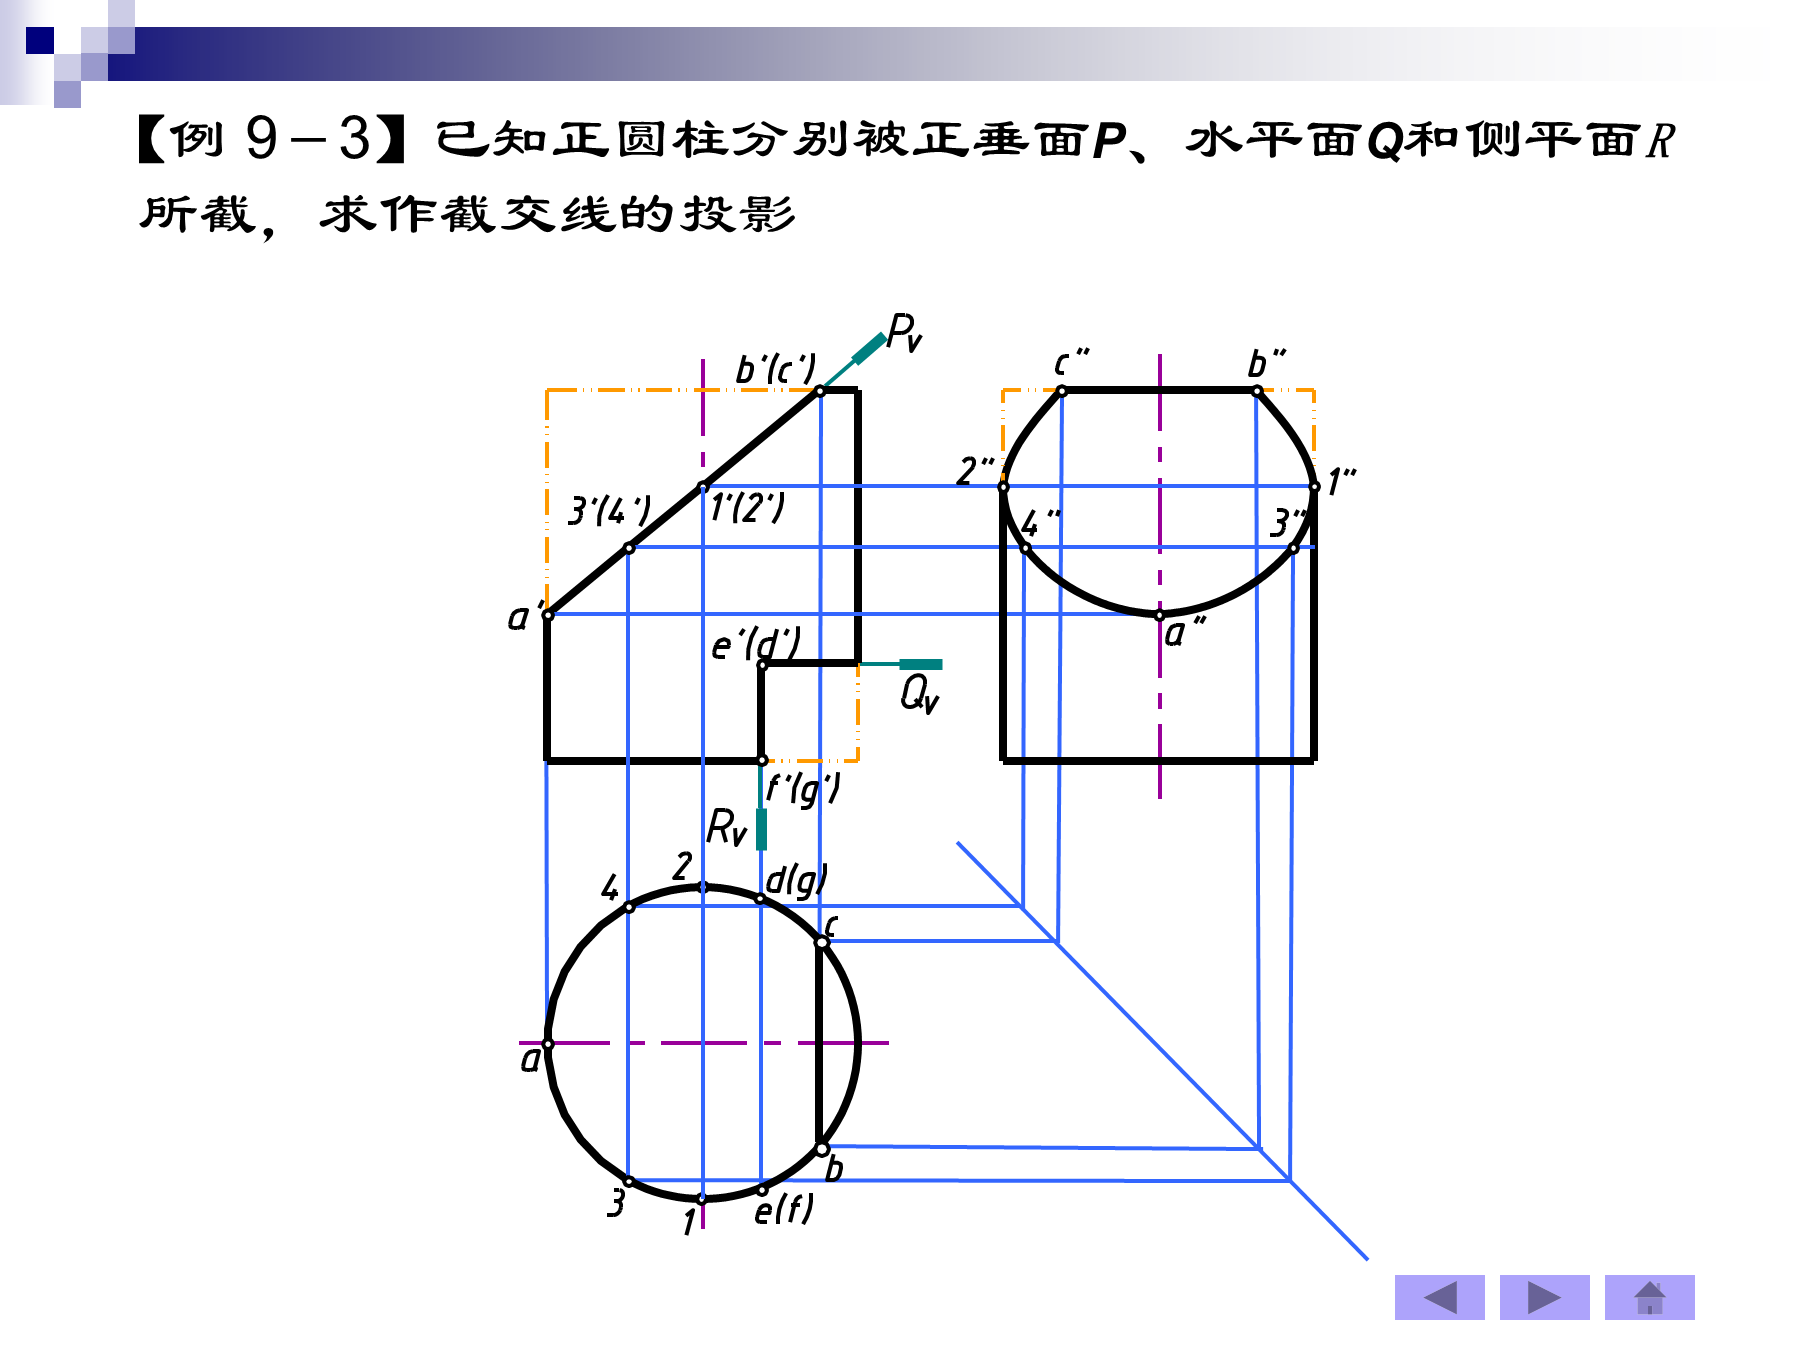 【例 9－3】已知正圆柱分别被正垂面P、水平面Q和侧平面R
所截，求作截交线的投影
PV
b'(c')
c"
b"
2"
1"
3'(4')
1'(2')
4"
3"
a'
a"
e'(d')
QV
f'(g')
RV
2
4
d(g)
c
a
b
3
1
e(f)